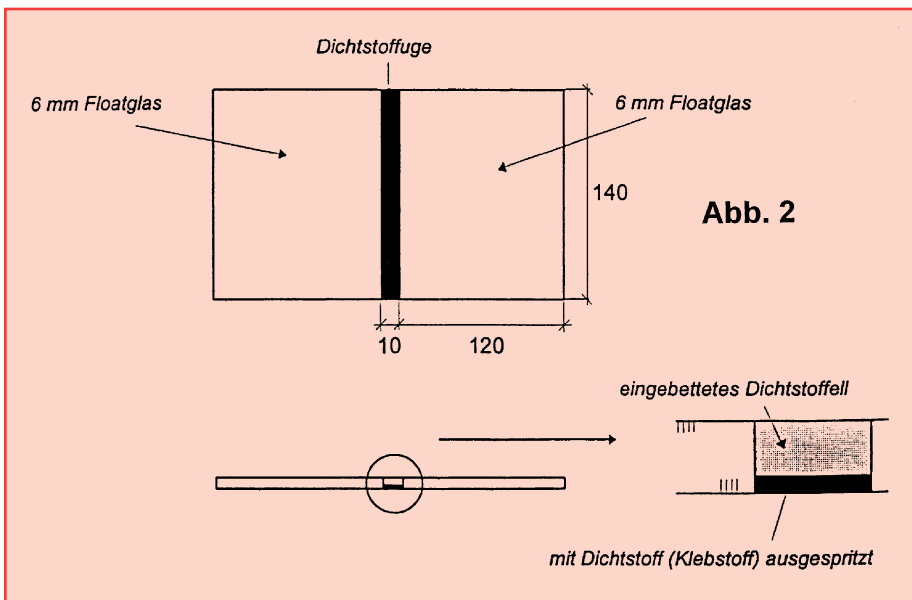 Dichtstoffuge
6 mm Floatglas
6 mm Floatglas
140
Abb. 2
10
120
eingebettetes Dichtstoffell
mit Dichtstoff (Klebstoff) ausgespritzt